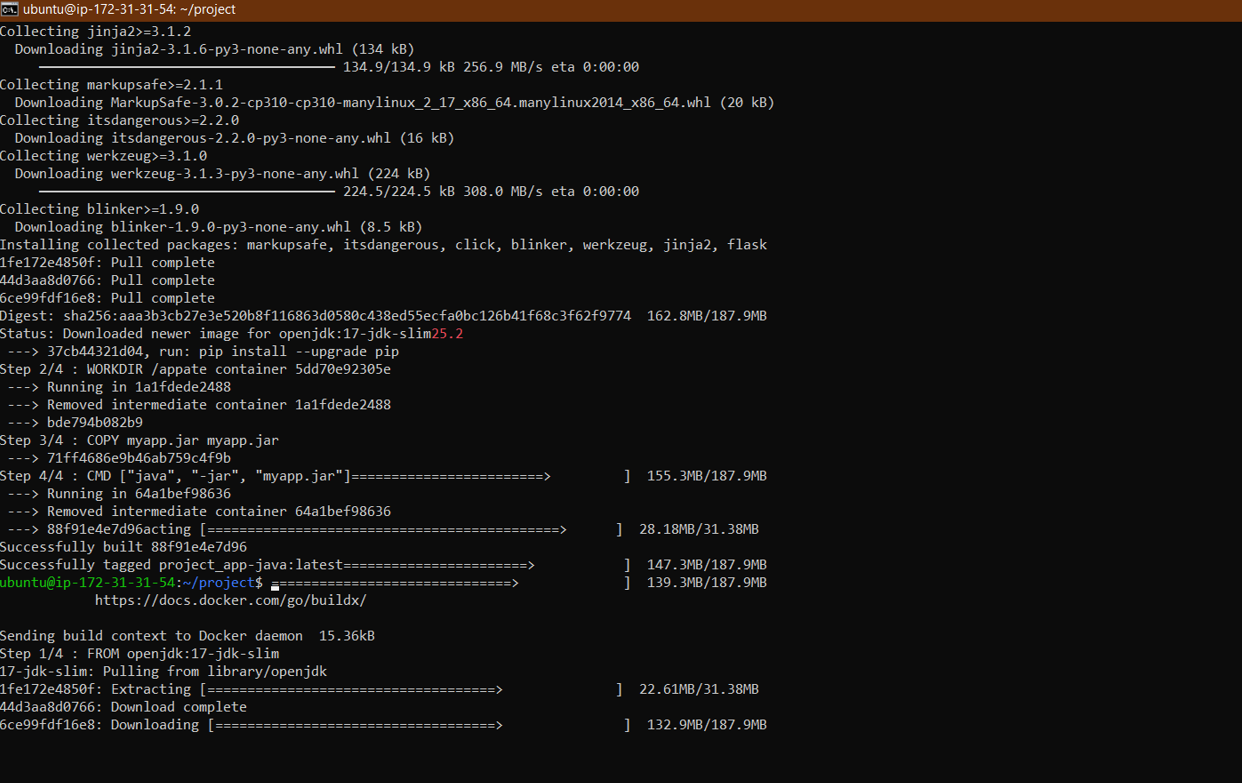 ubuntu@ip-172-31-31-54: ~/project
Collecting jinja2>=3.1.2
  Downloading jinja2-3.1.6-py3-none-any.whl (134 kB)
     ━━━━━━━━━━━━━━━━━━━━━━━━━━━━━━━━━━━━━ 134.9/134.9 kB 256.9 MB/s eta 0:00:00
Collecting markupsafe>=2.1.1
  Downloading MarkupSafe-3.0.2-cp310-cp310-manylinux_2_17_x86_64.manylinux2014_x86_64.whl (20 kB)
Collecting itsdangerous>=2.2.0
  Downloading itsdangerous-2.2.0-py3-none-any.whl (16 kB)
Collecting werkzeug>=3.1.0
  Downloading werkzeug-3.1.3-py3-none-any.whl (224 kB)
     ━━━━━━━━━━━━━━━━━━━━━━━━━━━━━━━━━━━━━ 224.5/224.5 kB 308.0 MB/s eta 0:00:00
Collecting blinker>=1.9.0
  Downloading blinker-1.9.0-py3-none-any.whl (8.5 kB)
Installing collected packages: markupsafe, itsdangerous, click, blinker, werkzeug, jinja2, flask
1fe172e4850f: Pull complete
44d3aa8d0766: Pull complete
6ce99fdf16e8: Pull complete
Digest: sha256:aaa3b3cb27e3e520b8f116863d0580c438ed55ecfa0bc126b41f68c3f62f9774  162.8MB/187.9MB
Status: Downloaded newer image for openjdk:17-jdk-slim25.2
 ---> 37cb44321d04, run: pip install --upgrade pip
Step 2/4 : WORKDIR /appate container 5dd70e92305e
 ---> Running in 1a1fdede2488
 ---> Removed intermediate container 1a1fdede2488
 ---> bde794b082b9
Step 3/4 : COPY myapp.jar myapp.jar
 ---> 71ff4686e9b46ab759c4f9b
Step 4/4 : CMD ["java", "-jar", "myapp.jar"]========================>         ]  155.3MB/187.9MB
 ---> Running in 64a1bef98636
 ---> Removed intermediate container 64a1bef98636
 ---> 88f91e4e7d96acting [============================================>      ]  28.18MB/31.38MB
Successfully built 88f91e4e7d96
Successfully tagged project_app-java:latest=======================>           ]  147.3MB/187.9MB
ubuntu@ip-172-31-31-54:~/project$ ==============================>             ]  139.3MB/187.9MB
            https://docs.docker.com/go/buildx/
Sending build context to Docker daemon  15.36kB
Step 1/4 : FROM openjdk:17-jdk-slim
17-jdk-slim: Pulling from library/openjdk
1fe172e4850f: Extracting [====================================>              ]  22.61MB/31.38MB
44d3aa8d0766: Download complete
6ce99fdf16e8: Downloading [===================================>               ]  132.9MB/187.9MB